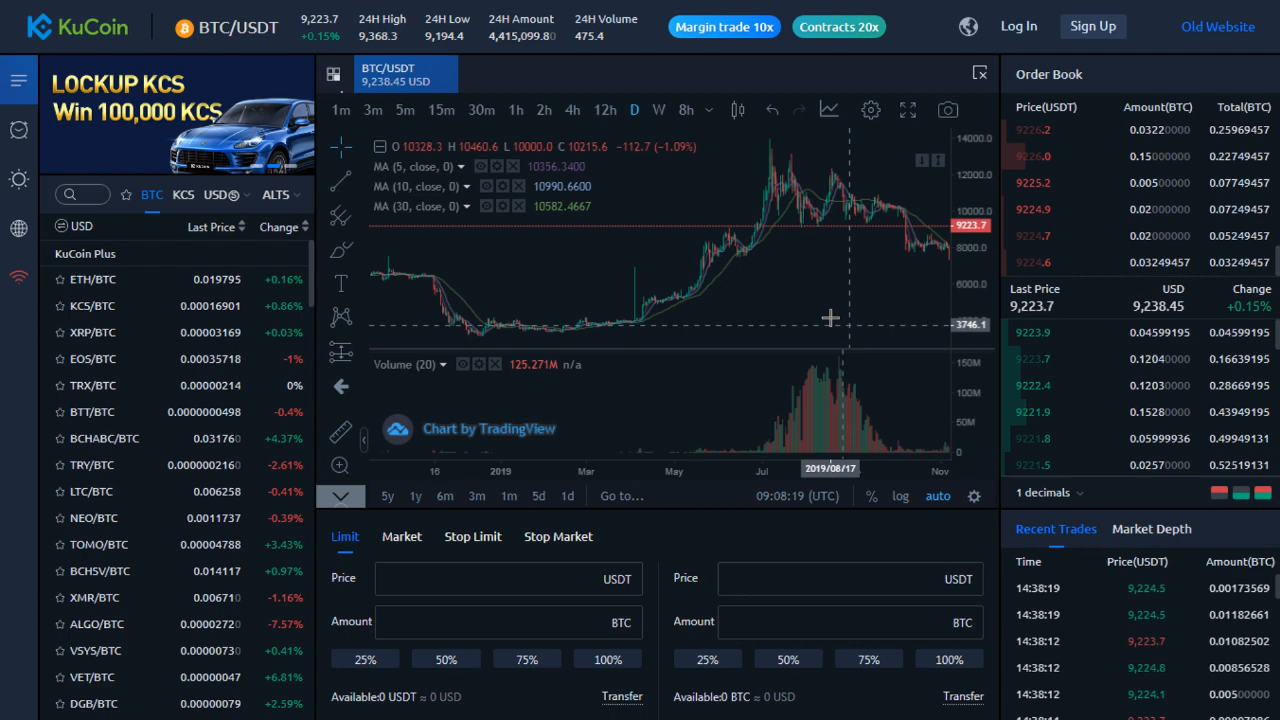 KuCoin
BTC/USDT
9,223.7
+0.15%
24H High
9,368.3
24H Low
9,194.4
24H Amount
4,415,099.80
24H Volume
475.4
Margin trade 10x
Contracts 20x
Log In
Sign Up
Old Website
LOCKUP KCS
Win 100,000 KCS
BTC KCS USDⓈ ALTS
USD Last Price Change
KuCoin Plus
ETH/BTC 0.019795 +0.16%
KCS/BTC 0.00016901 +0.86%
XRP/BTC 0.00003169 +0.03%
EOS/BTC 0.00035718 -1%
TRX/BTC 0.00000214 0%
BTT/BTC 0.0000000498 -0.4%
BCHABC/BTC 0.031760 +4.37%
TRY/BTC 0.0000002160 -2.61%
LTC/BTC 0.006258 -0.41%
NEO/BTC 0.0011737 -0.39%
TOMO/BTC 0.00004788 +3.43%
BCHSV/BTC 0.014117 +0.97%
XMR/BTC 0.006710 -1.16%
ALGO/BTC 0.00002720 -7.57%
VSYS/BTC 0.00000730 +0.41%
VET/BTC 0.00000047 +6.81%
DGB/BTC 0.00000079 +2.59%
BTC/USDT
9,238.45 USD
1m 3m 5m 15m 30m 1h 2h 4h 12h D W 8h
O 10328.3 H 10460.6 L 10000.0 C 10215.6 -112.7 (-1.09%)
MA (5, close, 0) 10356.3400
MA (10, close, 0) 10990.6600
MA (30, close, 0) 10582.4667
14000.0
12000.0
10000.0
9223.7
8000.0
6000.0
3746.1
Volume (20) 125.271M n/a
150M
100M
50M
0
Chart by TradingView
16 2019 Mar May Jul 2019/08/17 Nov
5y 1y 6m 3m 1m 5d 1d Go to... 09:08:19 (UTC) % log auto
Limit Market Stop Limit Stop Market
Price USDT
Amount BTC
25% 50% 75% 100%
Available:0 USDT ≈ 0 USD Transfer
Price USDT
Amount BTC
25% 50% 75% 100%
Available:0 BTC ≈ 0 USD Transfer
Order Book
Price(USDT) Amount(BTC) Total(BTC)
9226.2 0.03220000 0.25969457
9226.0 0.15000000 0.22749457
9225.2 0.00500000 0.07749457
9224.9 0.02000000 0.07249457
9224.7 0.02000000 0.05249457
9224.6 0.03249457 0.03249457
Last Price USD Change
9,223.7 9,238.45 +0.15%
9223.9 0.04599195 0.04599195
9223.7 0.12040000 0.16639195
9222.4 0.12030000 0.28669195
9221.9 0.15280000 0.43949195
9221.8 0.05999936 0.49949131
9221.5 0.02570000 0.52519131
1 decimals
Recent Trades Market Depth
Time Price(USDT) Amount(BTC)
14:38:19 9,224.5 0.00173569
14:38:19 9,224.5 0.01182661
14:38:12 9,223.7 0.01082502
14:38:12 9,224.8 0.00856528
14:38:12 9,224.1 0.00500000